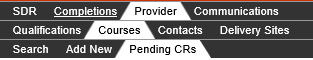 SDR Completions Provider Communications
Qualifications Courses Contacts Delivery Sites
Search Add New Pending CRs